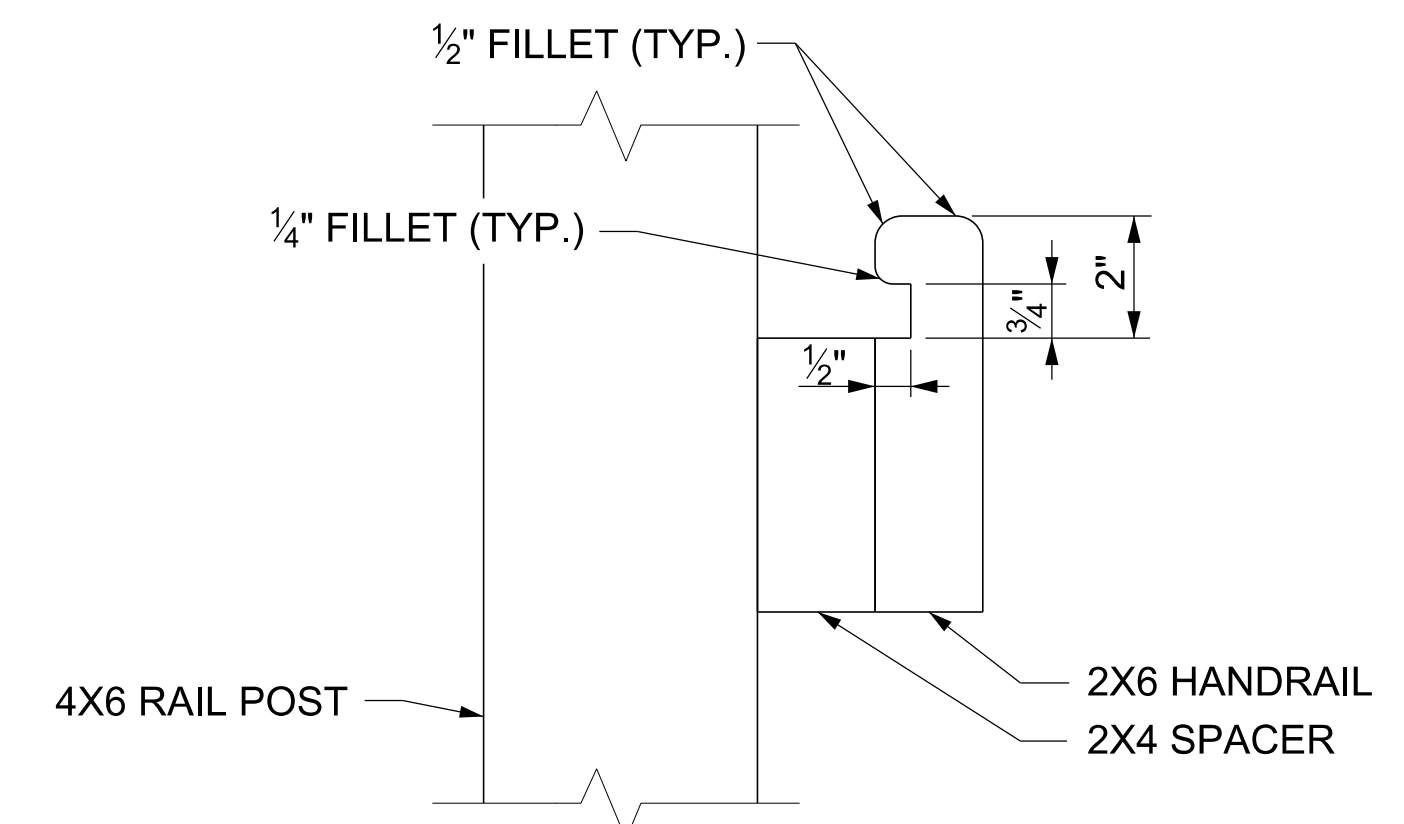 ½" FILLET (TYP.)
¼" FILLET (TYP.)
2"
¾"
½"
2X6 HANDRAIL
4X6 RAIL POST
2X4 SPACER